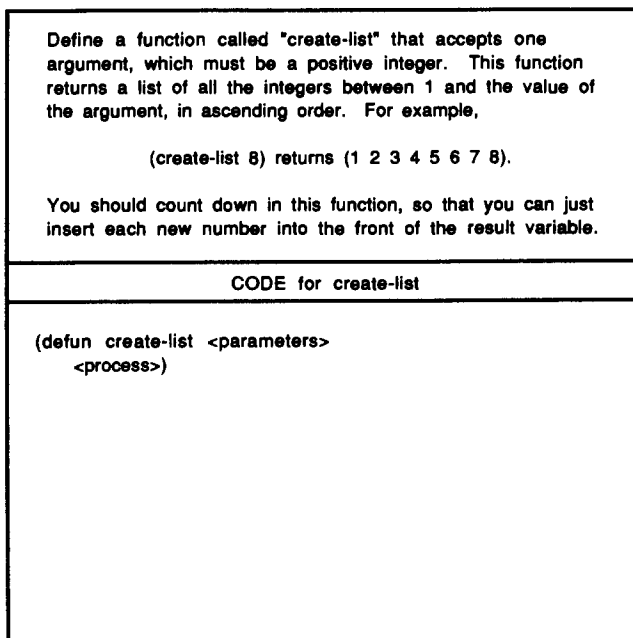 Define a function called "create-list" that accepts one
argument, which must be a positive integer. This function
returns a list of all the integers between 1 and the value of
the argument, in ascending order. For example,
(create-list 8) returns (1 2 3 4 5 6 7 8).
You should count down in this function, so that you can just
insert each new number into the front of the result variable.
CODE for create-list
(defun create-list <parameters>
<process>)